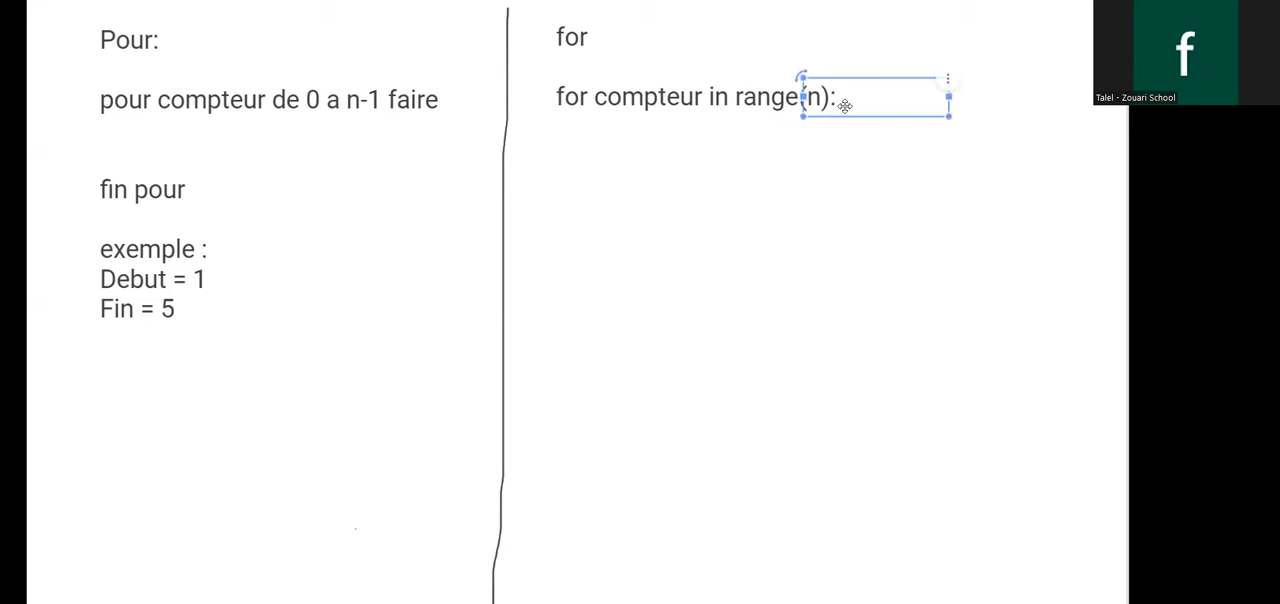 Pour:
pour compteur de 0 a n-1 faire
fin pour
exemple :
Debut = 1
Fin = 5
for
for compteur in range(n):
f
Talel - Zouari School